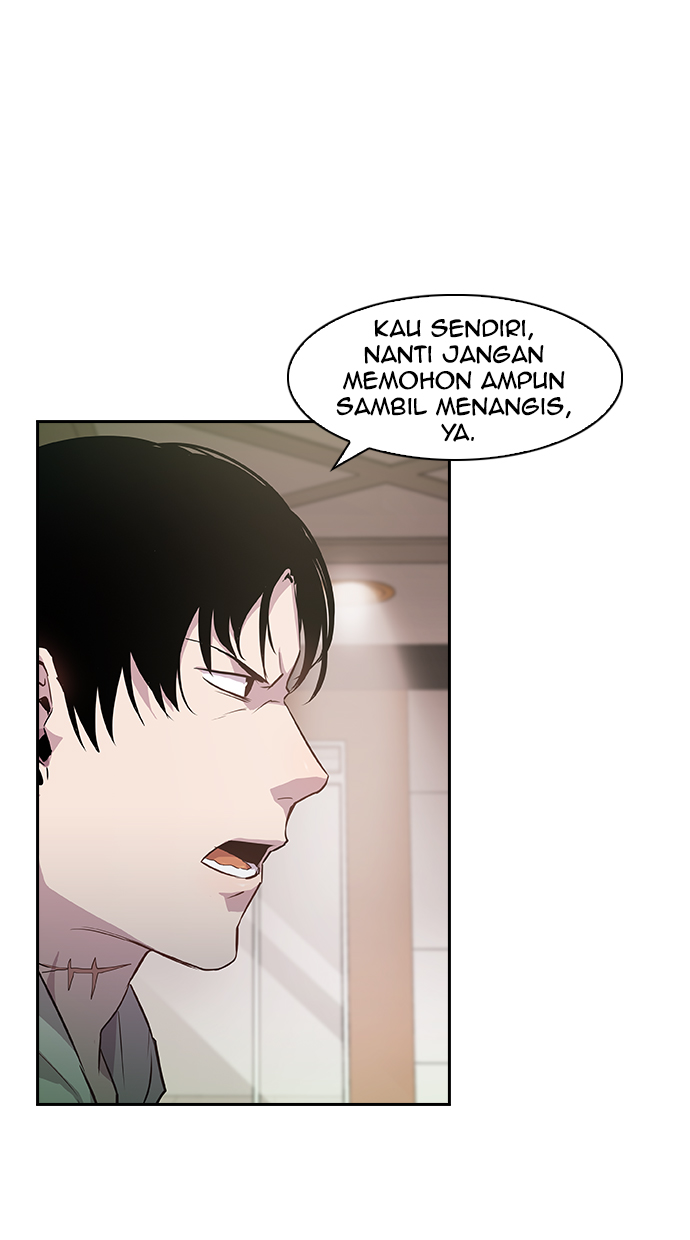 KAU SENDIRI,
NANTI JANGAN
MEMOHON AMPUN
SAMBIL MENANGIS,
YA.